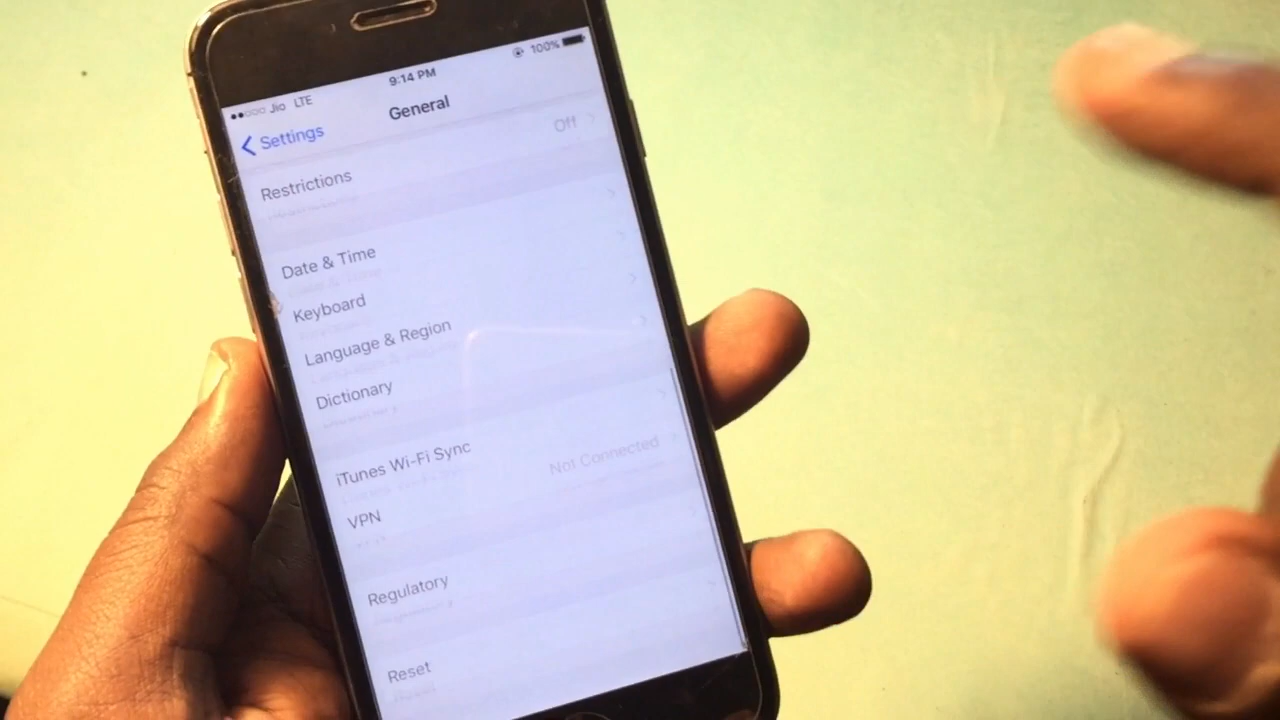 Jio LTE 9:14 PM 100%
Settings General
Restrictions Off
Date & Time
Keyboard
Language & Region
Dictionary
iTunes Wi-Fi Sync
VPN Not Connected
Regulatory
Reset